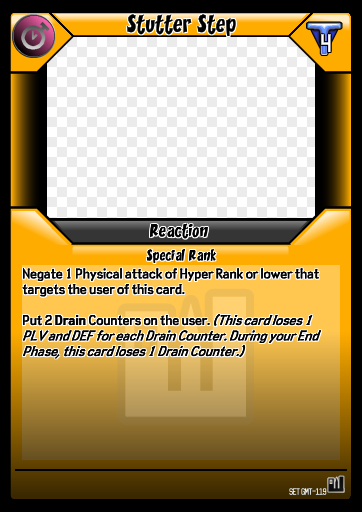 Stutter Step
4
Reaction
Special Rank
Negate 1 Physical attack of Hyper Rank or lower that
targets the user of this card.
Put 2 Drain Counters on the user. (This card loses 1
PLV and DEF for each Drain Counter. During your End
Phase, this card loses 1 Drain Counter.)
SET GMT-119